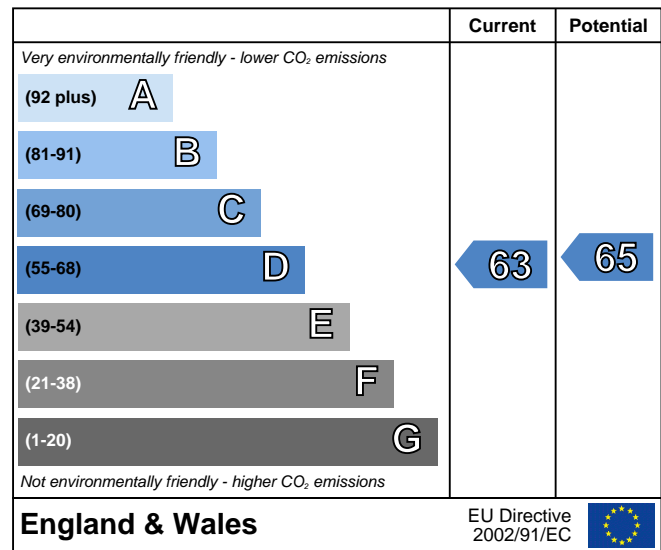 Current Potential
Very environmentally friendly - lower CO₂ emissions
(92 plus) A
(81-91) B
(69-80) C
(55-68) D 63 65
(39-54) E
(21-38) F
(1-20) G
Not environmentally friendly - higher CO₂ emissions
England & Wales
EU Directive
2002/91/EC